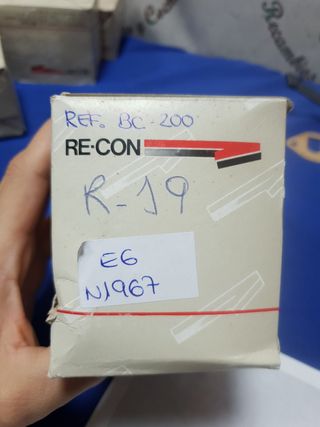 REF. BC-200
RE-CON
R-19
E6
N1967